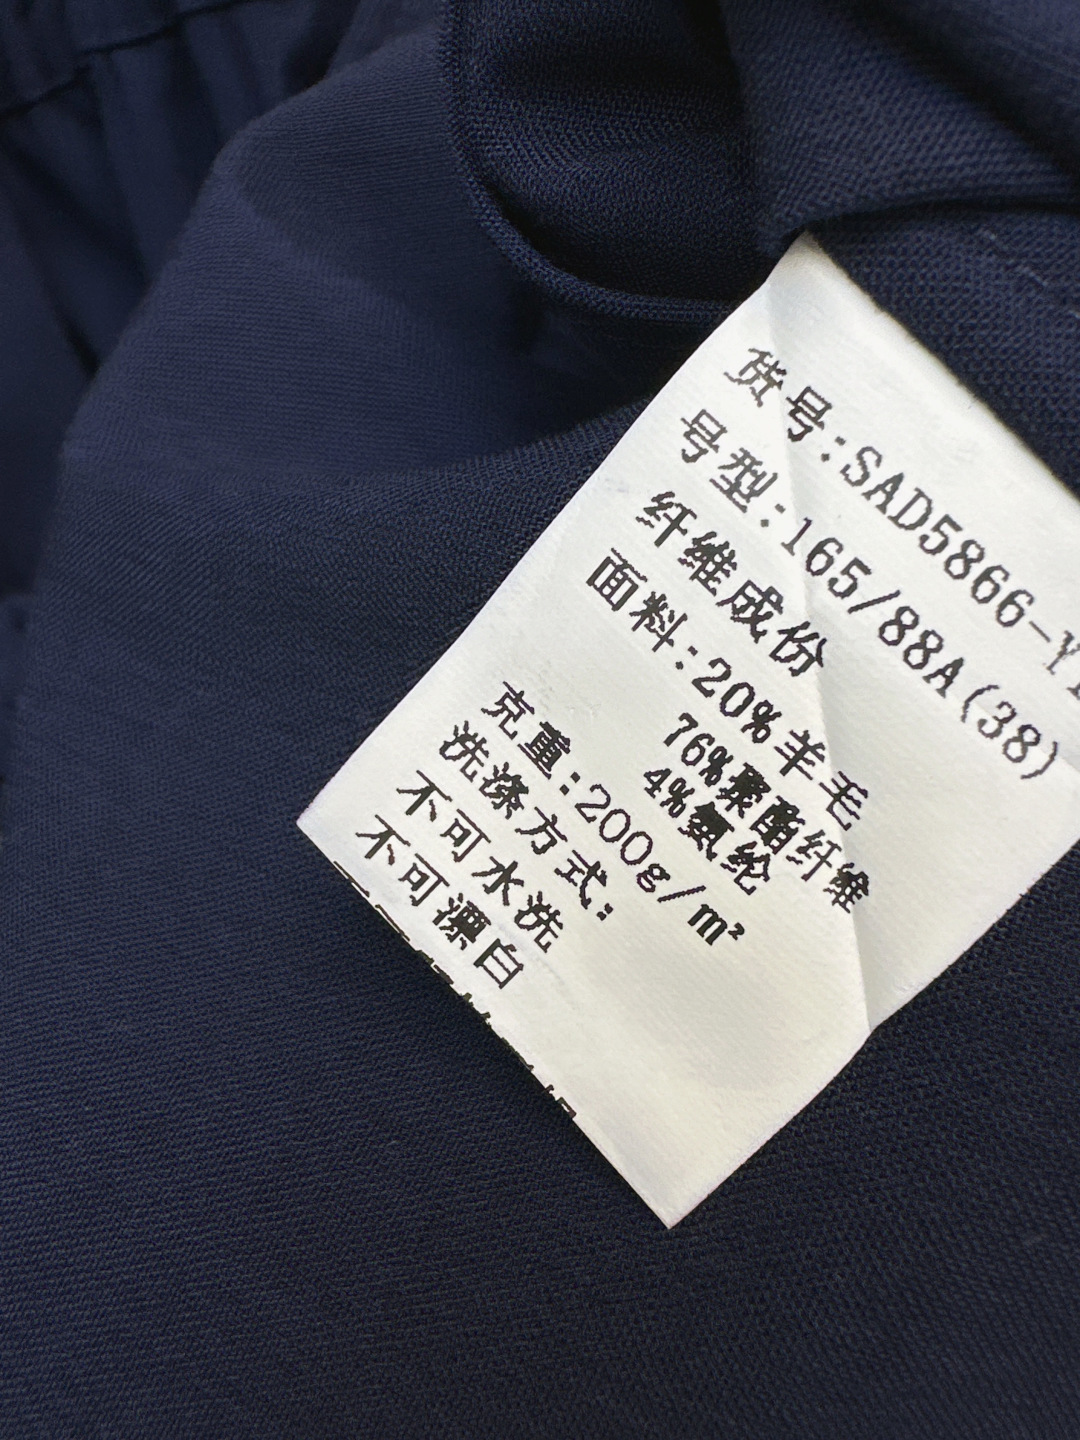 货号:SAD5866-Y
号型:165/88A(38)
纤维成份
面料:20%羊毛
76%聚酯纤维
4%氨纶
克重:200g/m²
洗涤方式:
不可水洗
不可漂白